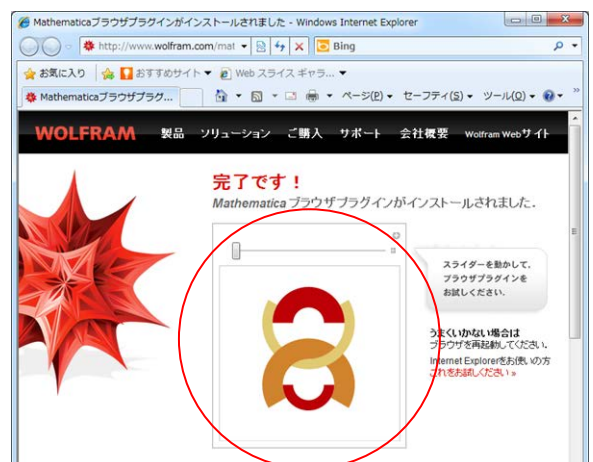 Mathematicaブラウザプラグインがインストールされました - Windows Internet Explorer
http://www.wolfram.com/mat
Bing
お気に入り おすすめサイト Web スライス ギャラ...
Mathematicaブラウザプラグ... ページ(P) セーフティ(S) ツール(O)
WOLFRAM 製品 ソリューション ご購入 サポート 会社概要 Wolfram Webサイト
完了です！
Mathematica ブラウザプラグインがインストールされました.
スライダーを動かして,
ブラウザプラグインを
お試しください.
うまくいかない場合は
ブラウザを再起動してください.
Internet Explorerをお使いの方
これをお試しください »